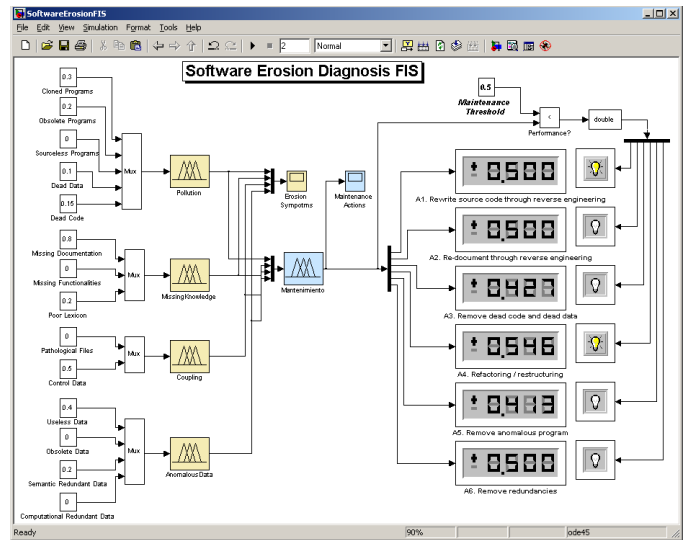 SoftwareErosionFIS
File Edit View Simulation Format Tools Help
2 Normal
Software Erosion Diagnosis FIS
0.3
Cloned Programs
0.2
Obsolete Programs
0
Sourceless Programs
0.1
Dead Data
0.15
Dead Code
Mux
Pollution
0.8
Missing Documentation
0
Missing Functionalities
0.2
Poor Lexicon
Mux
MissingKnowledge
0
Pathological Files
0.5
Control Data
Mux
Coupling
0.4
Useless Data
0
Obsolete Data
0.2
Semantic Redundant Data
0
Computational Redundant Data
Mux
AnomalousData
Erosion
Sympotms
Maintenance
Actions
Mantenimiento
0.5
Maintenance
Threshold
<
Performance?
double
0.500
A1. Rewrite source code through reverse engineering
0.500
A2. Re-document through reverse engineering
0.427
A3. Remove dead code and dead data
0.546
A4. Refactoring / restructuring
0.413
A5. Remove anomalous program
0.500
A6. Remove redundancies
Ready 90% ode45